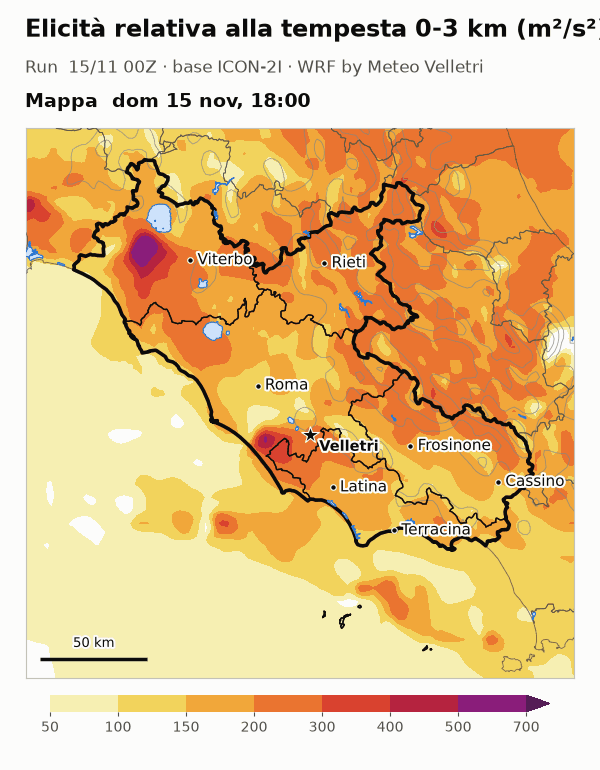 Elicità relativa alla tempesta 0-3 km (m²/s²)
Run 15/11 00Z · base ICON-2I · WRF by Meteo Velletri
Mappa dom 15 nov, 18:00
Viterbo
Rieti
Roma
Velletri
Frosinone
Cassino
Latina
Terracina
50 km
50 100 150 200 300 400 500 700